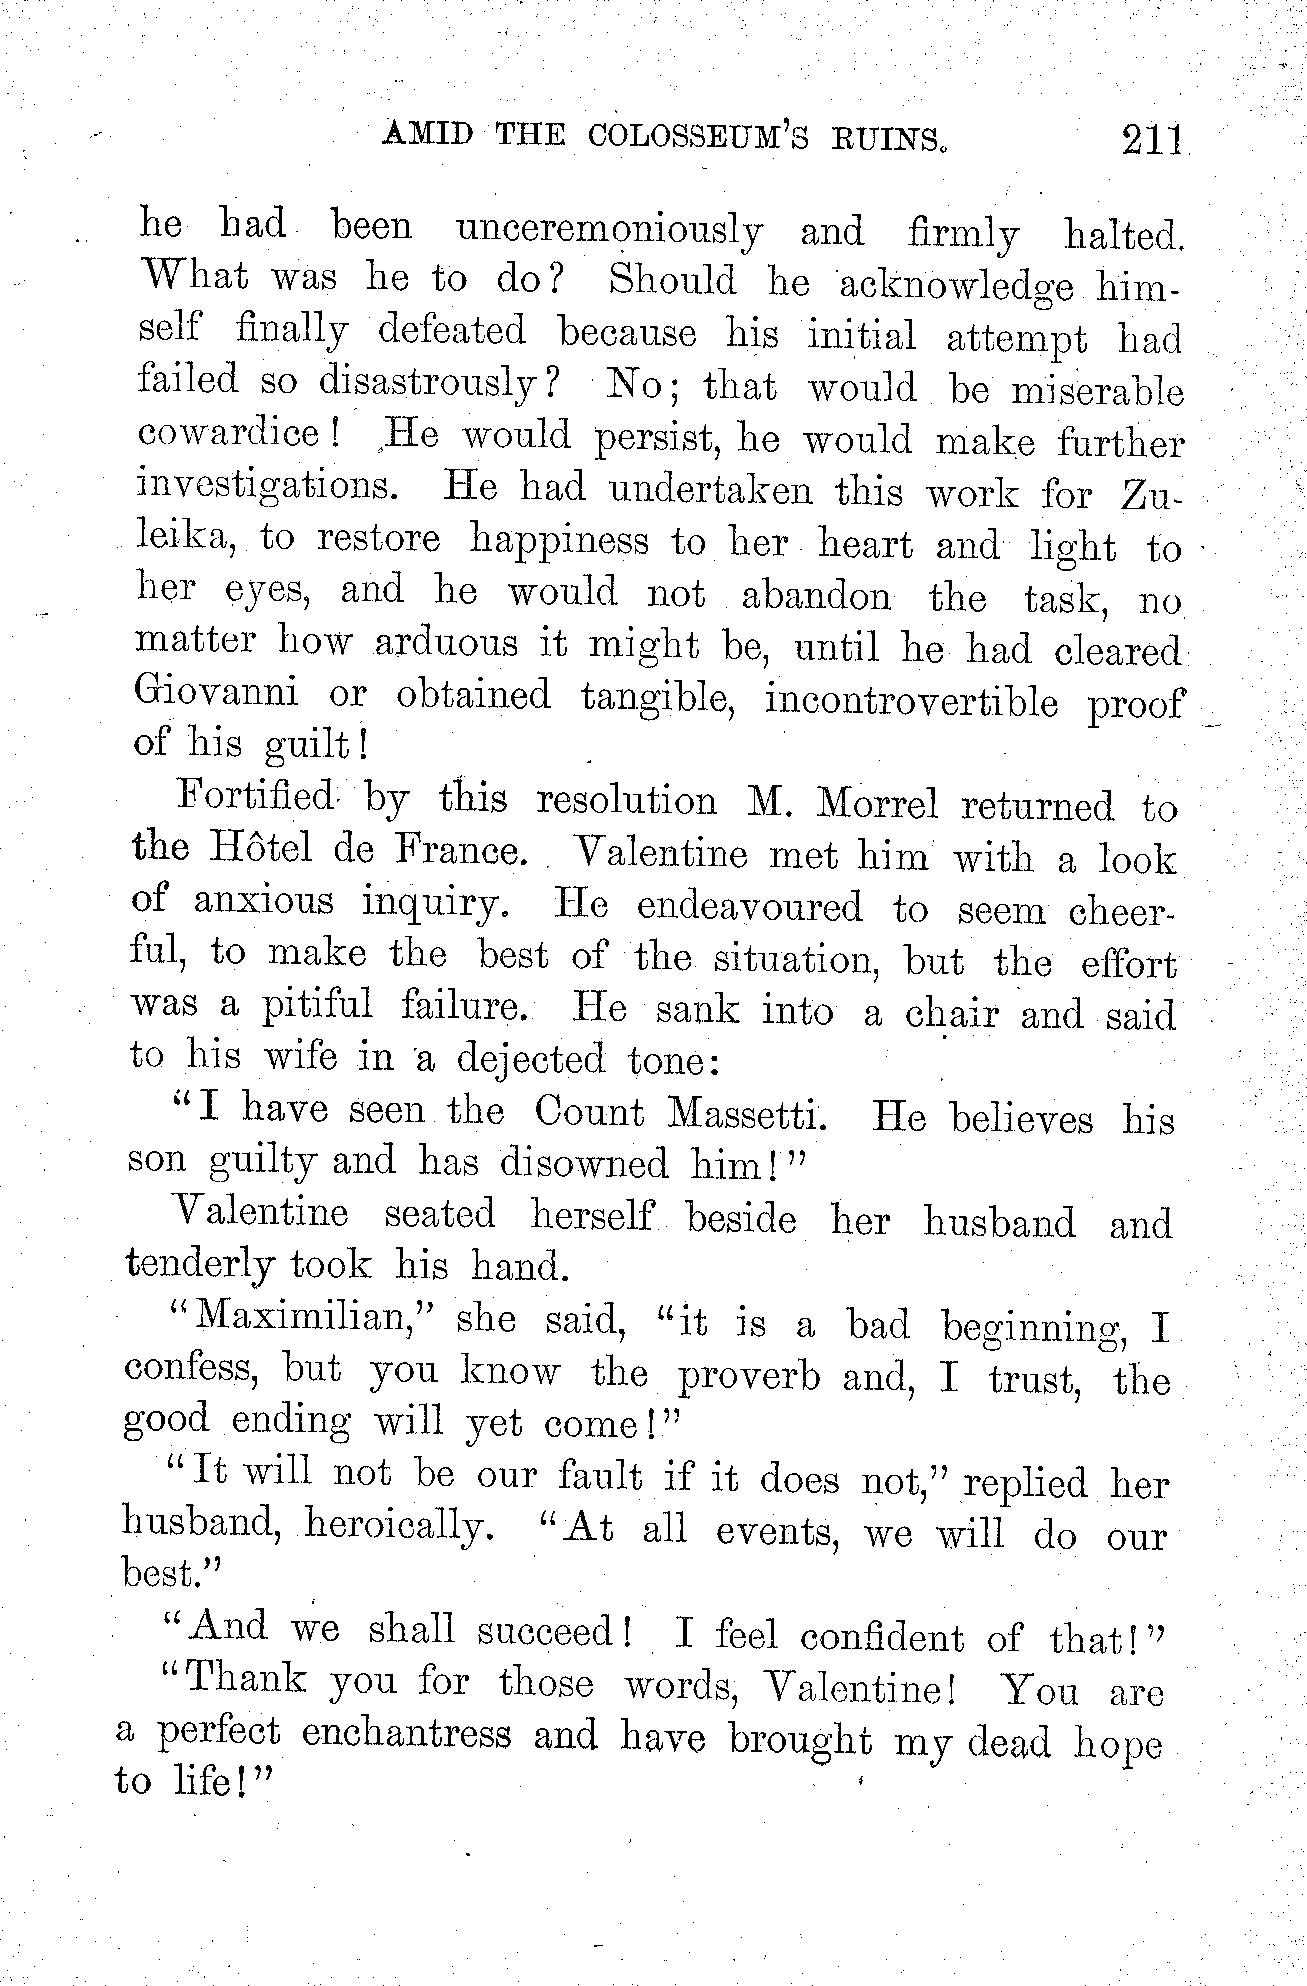 AMID THE COLOSSEUM'S RUINS. 211
he had been unceremoniously and firmly halted.
What was he to do? Should he acknowledge him-
self finally defeated because his initial attempt had
failed so disastrously? No; that would be miserable
cowardice! He would persist, he would make further
investigations. He had undertaken this work for Zu-
leika, to restore happiness to her heart and light to
her eyes, and he would not abandon the task, no
matter how arduous it might be, until he had cleared
Giovanni or obtained tangible, incontrovertible proof
of his guilt!
Fortified by this resolution M. Morrel returned to
the Hôtel de France. Valentine met him with a look
of anxious inquiry. He endeavoured to seem cheer-
ful, to make the best of the situation, but the effort
was a pitiful failure. He sank into a chair and said
to his wife in a dejected tone:
"I have seen the Count Massetti. He believes his
son guilty and has disowned him!"
Valentine seated herself beside her husband and
tenderly took his hand.
"Maximilian," she said, "it is a bad beginning, I
confess, but you know the proverb and, I trust, the
good ending will yet come!"
"It will not be our fault if it does not," replied her
husband, heroically. "At all events, we will do our
best."
"And we shall succeed! I feel confident of that!"
"Thank you for those words, Valentine! You are
a perfect enchantress and have brought my dead hope
to life!"